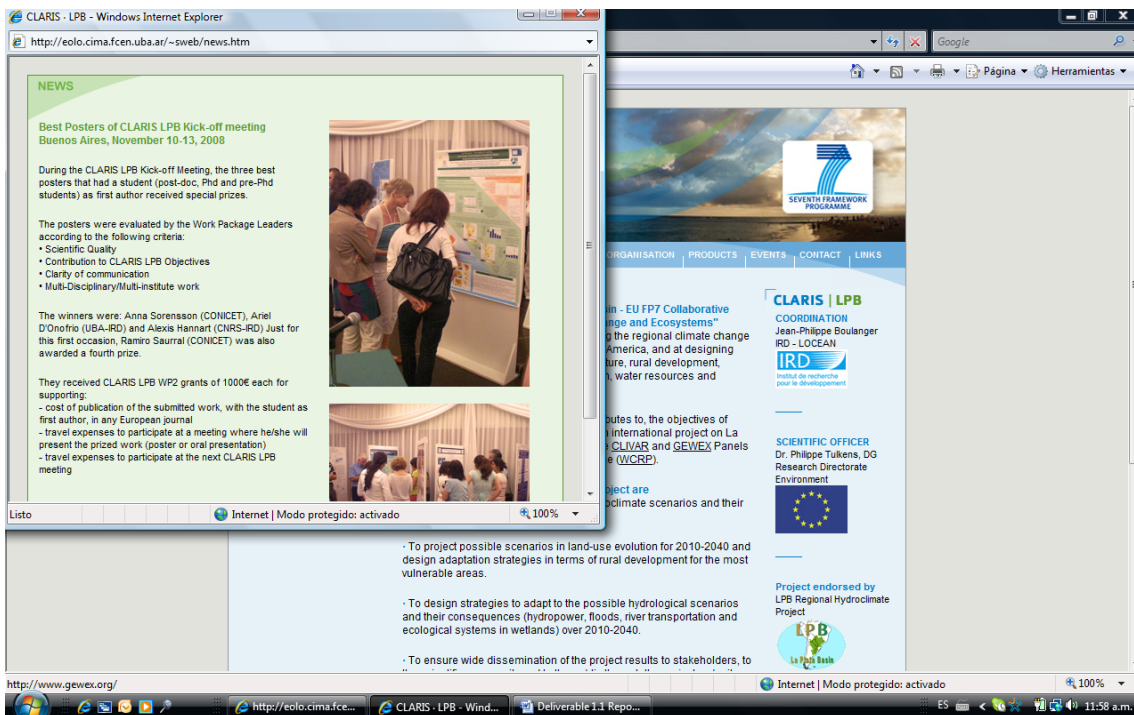 CLARIS - LPB - Windows Internet Explorer
http://eolo.cima.fcen.uba.ar/~sweb/news.htm
NEWS
Best Posters of CLARIS LPB Kick-off meeting
Buenos Aires, November 10-13, 2008
During the CLARIS LPB Kick-off Meeting, the three best
posters that had a student (post-doc, Phd and pre-Phd
students) as first author received special prizes.
The posters were evaluated by the Work Package Leaders
according to the following criteria:
• Scientific Quality
• Contribution to CLARIS LPB Objectives
• Clarity of communication
• Multi-Disciplinary/Multi-institute work
The winners were: Anna Sorensson (CONICET), Ariel
D'Onofrio (UBA-IRD) and Alexis Hannart (CNRS-IRD) Just for
this first occasion, Ramiro Saurral (CONICET) was also
awarded a fourth prize.
They received CLARIS LPB WP2 grants of 1000€ each for
supporting:
- cost of publication of the submitted work, with the student as
first author, in any European journal
- travel expenses to participate at a meeting where he/she will
present the prized work (poster or oral presentation)
- travel expenses to participate at the next CLARIS LPB
meeting
Listo
Internet | Modo protegido: activado
100%
Google
Página
Herramientas
7
SEVENTH FRAMEWORK
PROGRAMME
ORGANISATION
PRODUCTS
EVENTS
CONTACT
LINKS
in - EU FP7 Collaborative
nge and Ecosystems"
the regional climate change
America, and at designing
ture, rural development,
, water resources and
butes to, the objectives of
international project on La
CLIVAR and GEWEX Panels
(WCRP).
oject are
oclimate scenarios and their
· To project possible scenarios in land-use evolution for 2010-2040 and
design adaptation strategies in terms of rural development for the most
vulnerable areas.
· To design strategies to adapt to the possible hydrological scenarios
and their consequences (hydropower, floods, river transportation and
ecological systems in wetlands) over 2010-2040.
· To ensure wide dissemination of the project results to stakeholders, to
CLARIS | LPB
COORDINATION
Jean-Philippe Boulanger
IRD - LOCEAN
IRD
Institut de recherche
pour le développement
SCIENTIFIC OFFICER
Dr. Philippe Tulkens, DG
Research Directorate
Environment
Project endorsed by
LPB Regional Hydroclimate
Project
LPB
La Plata Basin
http://www.gewex.org/
Internet | Modo protegido: activado
100%
http://eolo.cima.fce...
CLARIS - LPB - Wind...
Deliverable 1.1 Repo...
ES
11:58 a.m.